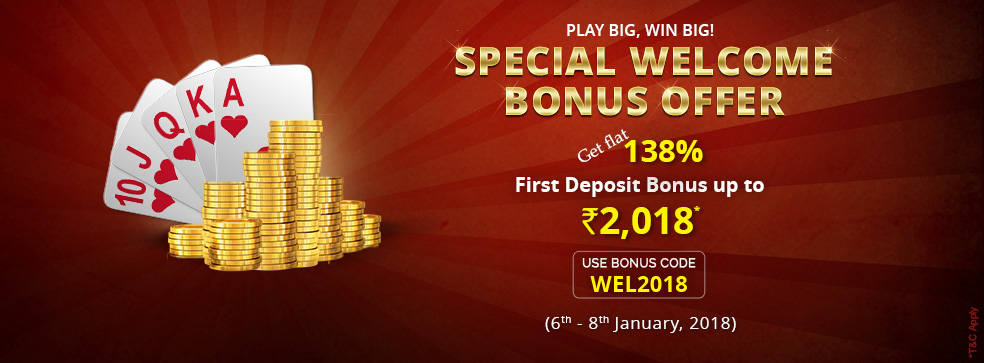 PLAY BIG, WIN BIG!
SPECIAL WELCOME
BONUS OFFER
Get flat 138%
First Deposit Bonus up to
₹2,018*
USE BONUS CODE
WEL2018
(6th - 8th January, 2018)
10 J Q K A
*T&C Apply